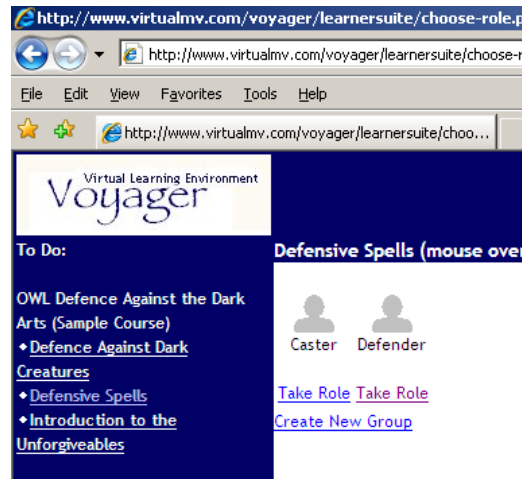 http://www.virtualmv.com/voyager/learnersuite/choose-role.p
http://www.virtualmv.com/voyager/learnersuite/choose-r
File Edit View Favorites Tools Help
http://www.virtualmv.com/voyager/learnersuite/choo...
Virtual Learning Environment
Voyager
To Do:
Defensive Spells (mouse over
OWL Defence Against the Dark
Arts (Sample Course)
Caster Defender
Defence Against Dark
Creatures
Take Role Take Role
Defensive Spells
Create New Group
Introduction to the
Unforgiveables